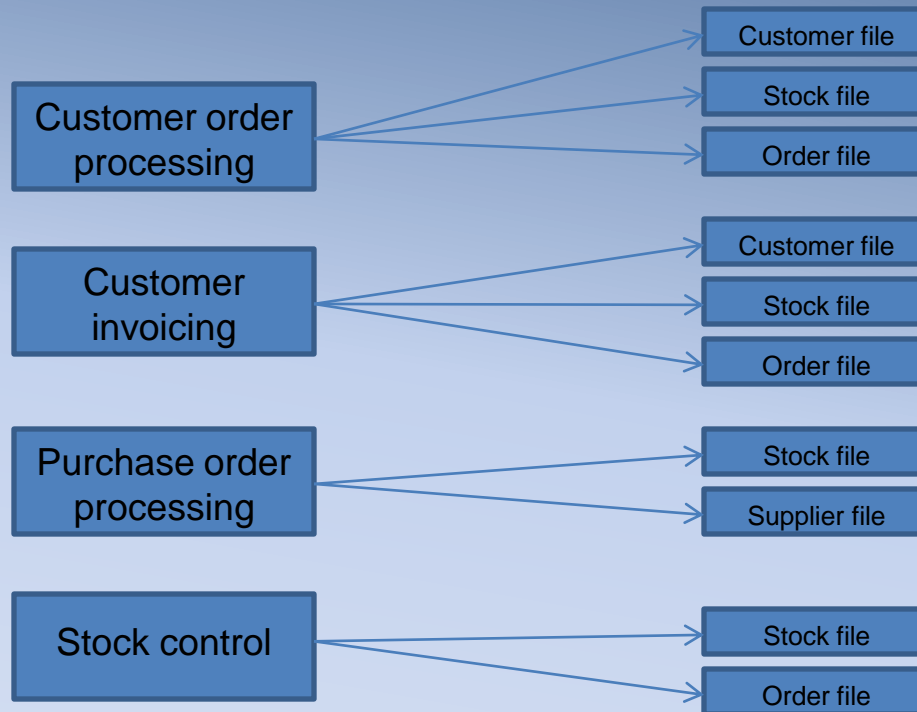 Customer order
processing
Customer file
Stock file
Order file
Customer
invoicing
Customer file
Stock file
Order file
Purchase order
processing
Stock file
Supplier file
Stock control
Stock file
Order file